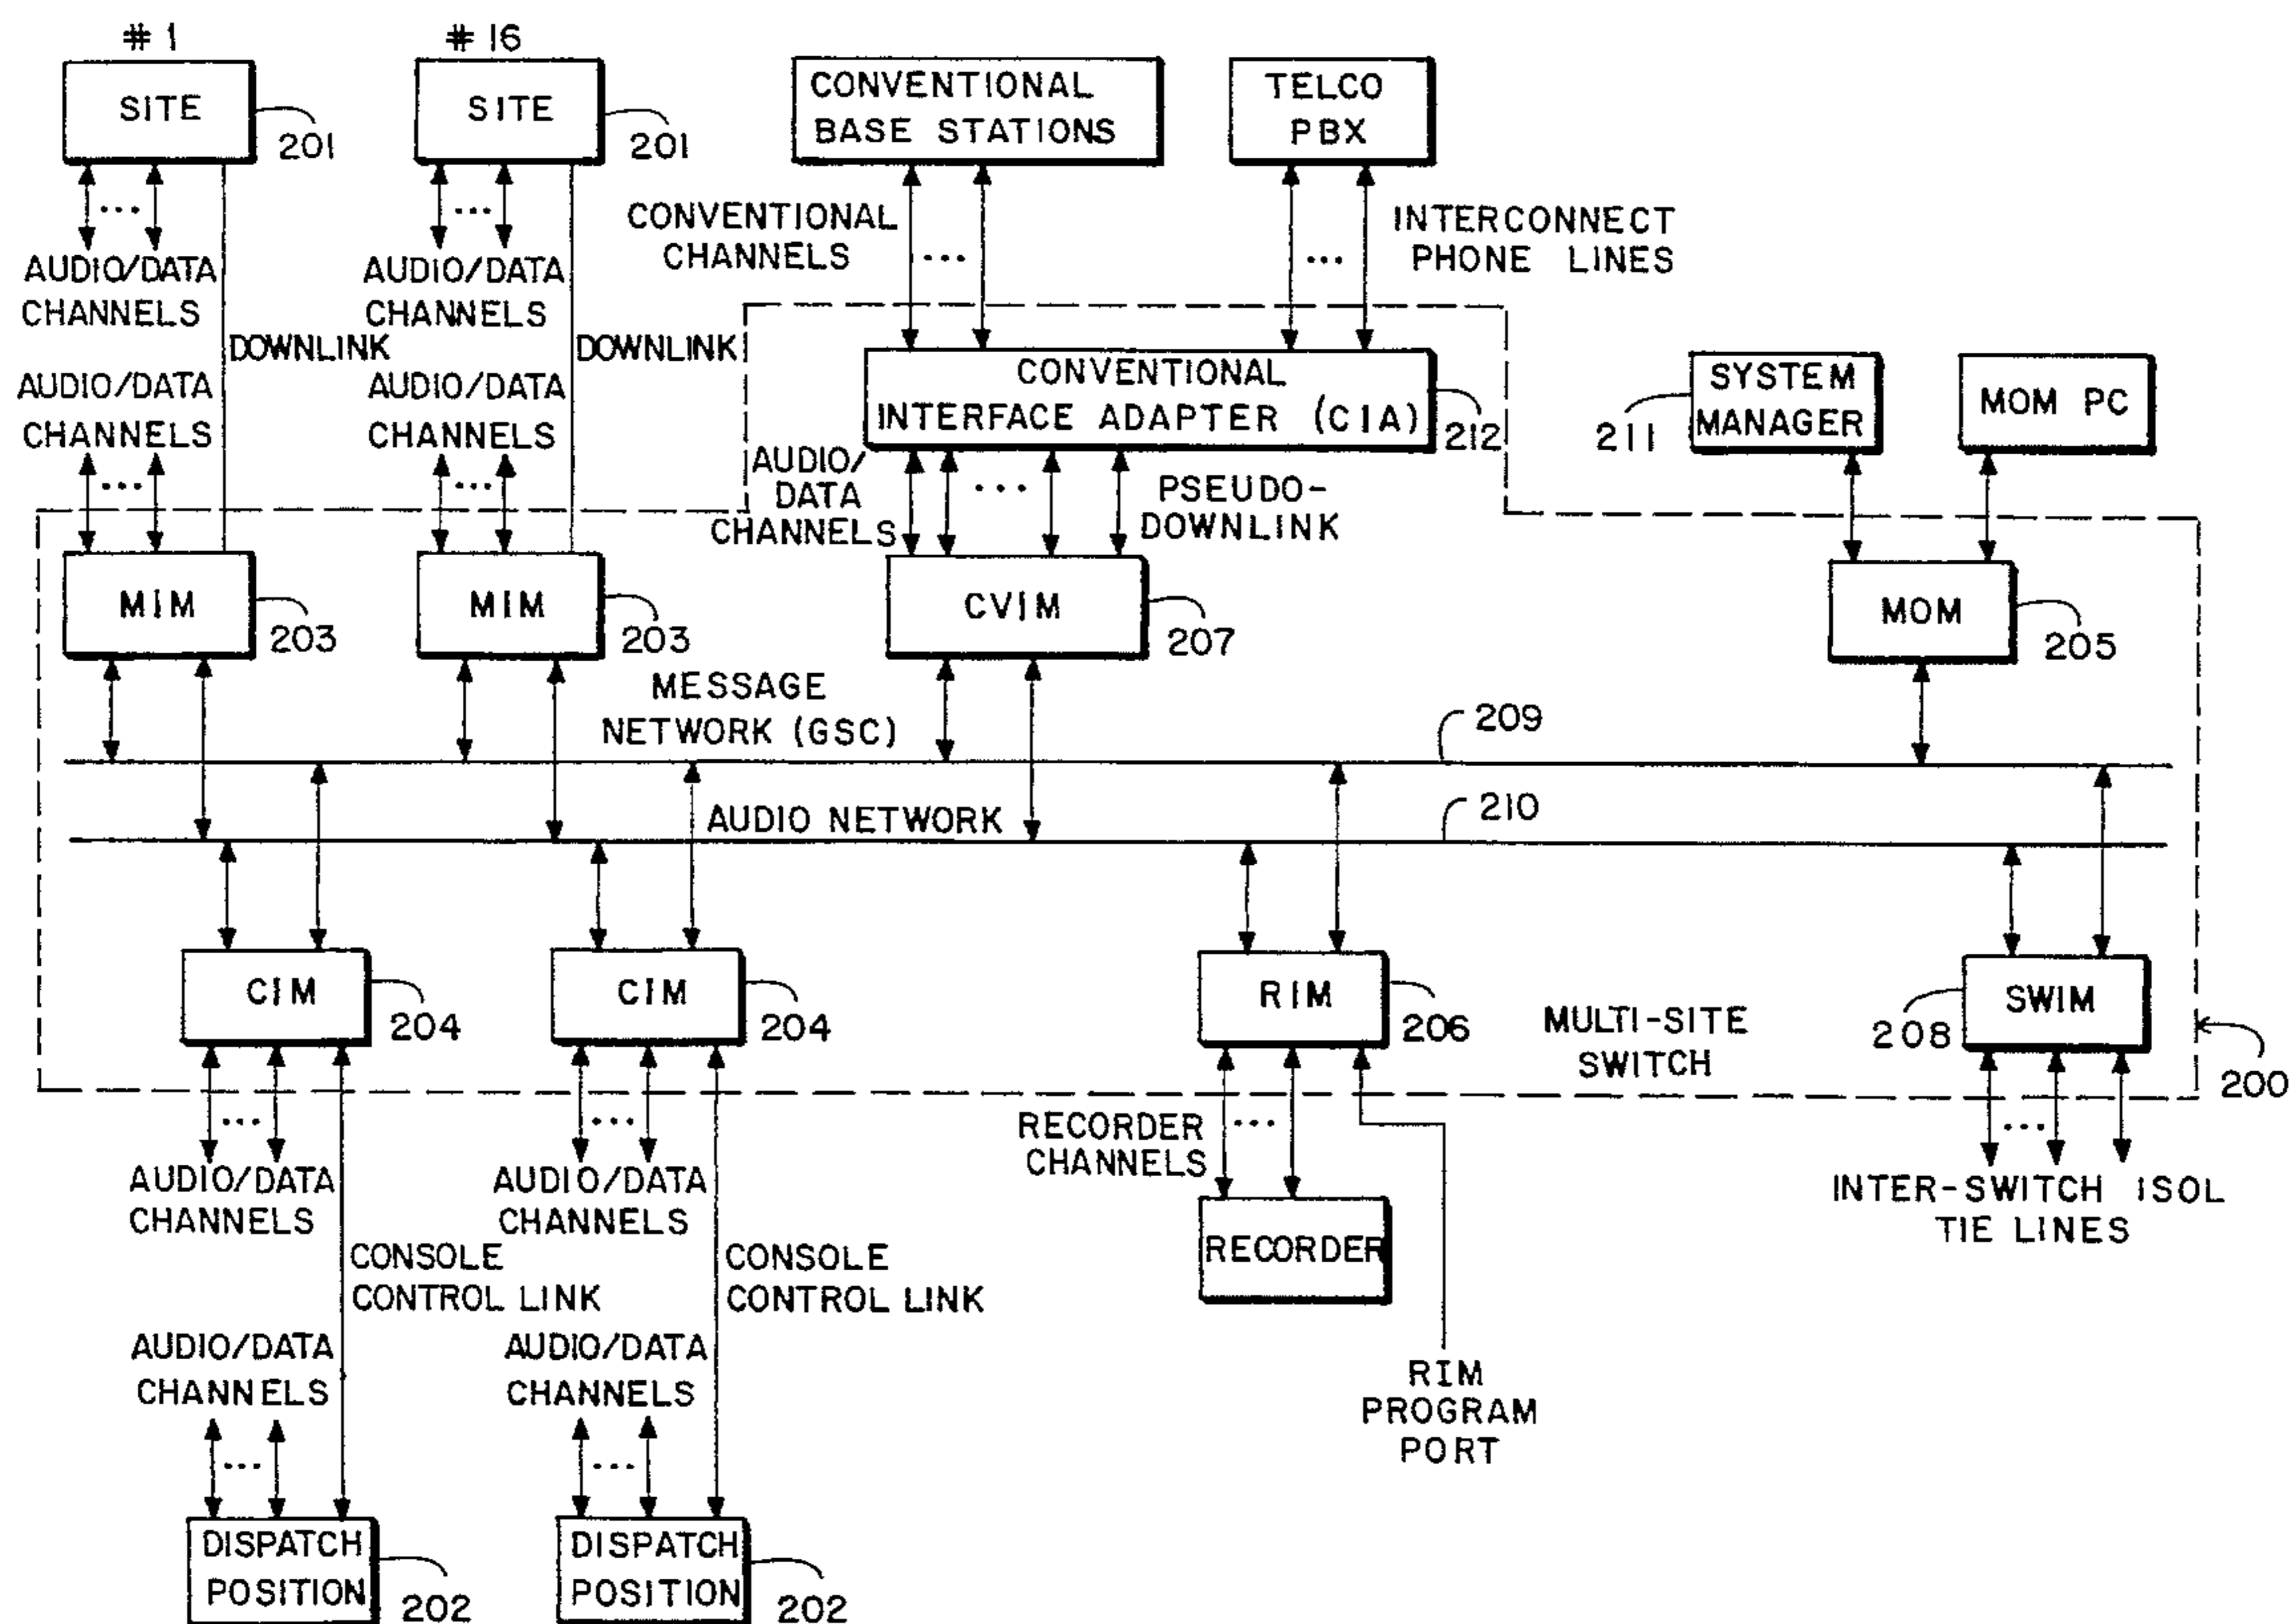 #1
#16
SITE
201
SITE
201
CONVENTIONAL
BASE STATIONS
TELCO
PBX
AUDIO/DATA
CHANNELS
AUDIO/DATA
CHANNELS
CONVENTIONAL
CHANNELS
INTERCONNECT
PHONE LINES
DOWNLINK
DOWNLINK
AUDIO/DATA
CHANNELS
AUDIO/DATA
CHANNELS
CONVENTIONAL
INTERFACE ADAPTER (CIA)
212
SYSTEM
MANAGER
211
MOM PC
AUDIO/
DATA
CHANNELS
PSEUDO-
DOWNLINK
MIM
203
MIM
203
CVIM
207
MOM
205
MESSAGE
NETWORK (GSC)
209
AUDIO NETWORK
210
CIM
204
CIM
204
RIM
206
MULTI-SITE
SWITCH
SWIM
208
200
AUDIO/DATA
CHANNELS
AUDIO/DATA
CHANNELS
RECORDER
CHANNELS
INTER-SWITCH ISOL
TIE LINES
CONSOLE
CONTROL LINK
CONSOLE
CONTROL LINK
RECORDER
AUDIO/DATA
CHANNELS
AUDIO/DATA
CHANNELS
RIM
PROGRAM
PORT
DISPATCH
POSITION
202
DISPATCH
POSITION
202